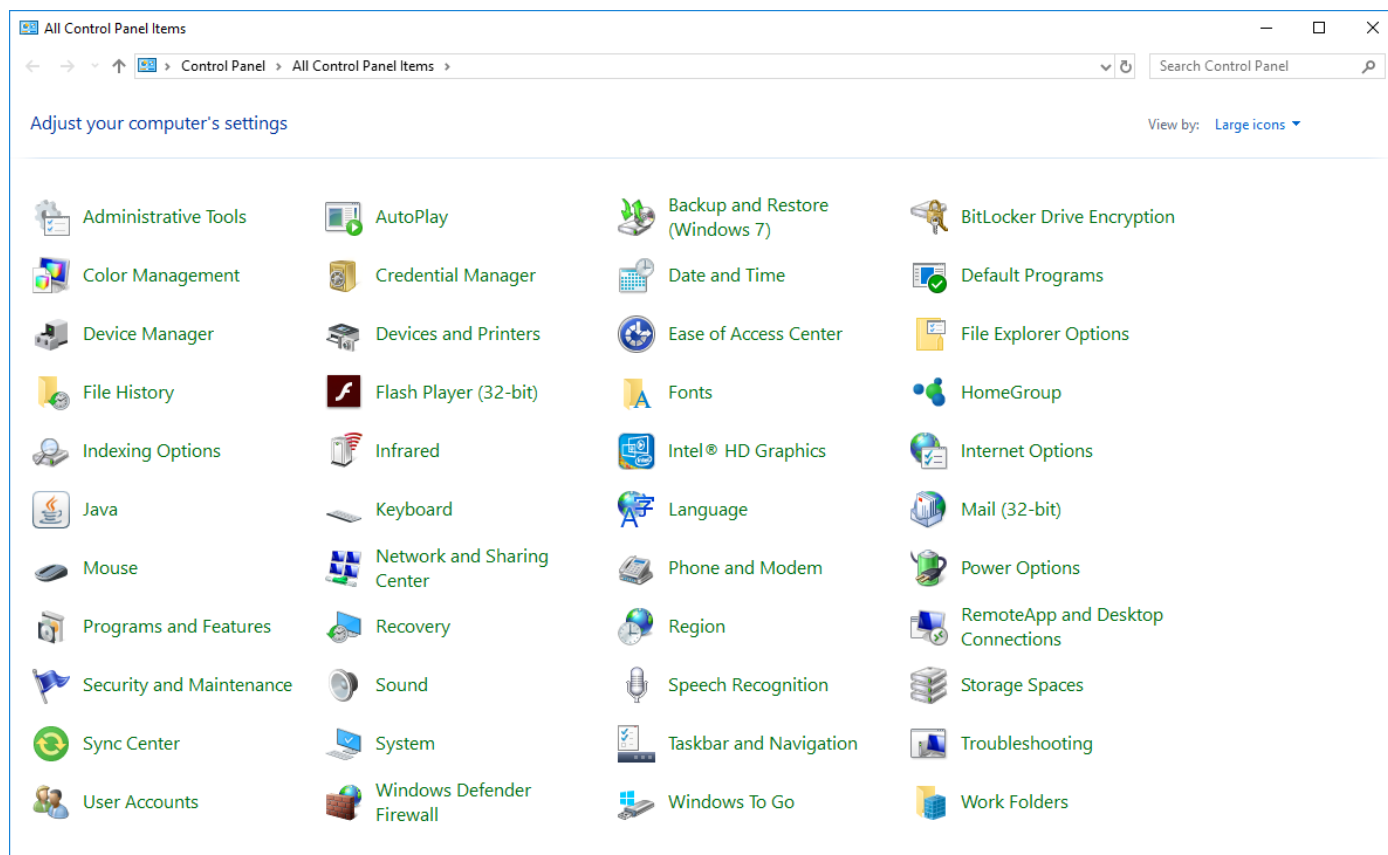 All Control Panel Items
Control Panel > All Control Panel Items >
Search Control Panel
Adjust your computer's settings
View by: Large icons
Administrative Tools
AutoPlay
Backup and Restore
(Windows 7)
BitLocker Drive Encryption
Color Management
Credential Manager
Date and Time
Default Programs
Device Manager
Devices and Printers
Ease of Access Center
File Explorer Options
File History
Flash Player (32-bit)
Fonts
HomeGroup
Indexing Options
Infrared
Intel® HD Graphics
Internet Options
Java
Keyboard
Language
Mail (32-bit)
Mouse
Network and Sharing
Center
Phone and Modem
Power Options
Programs and Features
Recovery
Region
RemoteApp and Desktop
Connections
Security and Maintenance
Sound
Speech Recognition
Storage Spaces
Sync Center
System
Taskbar and Navigation
Troubleshooting
User Accounts
Windows Defender
Firewall
Windows To Go
Work Folders